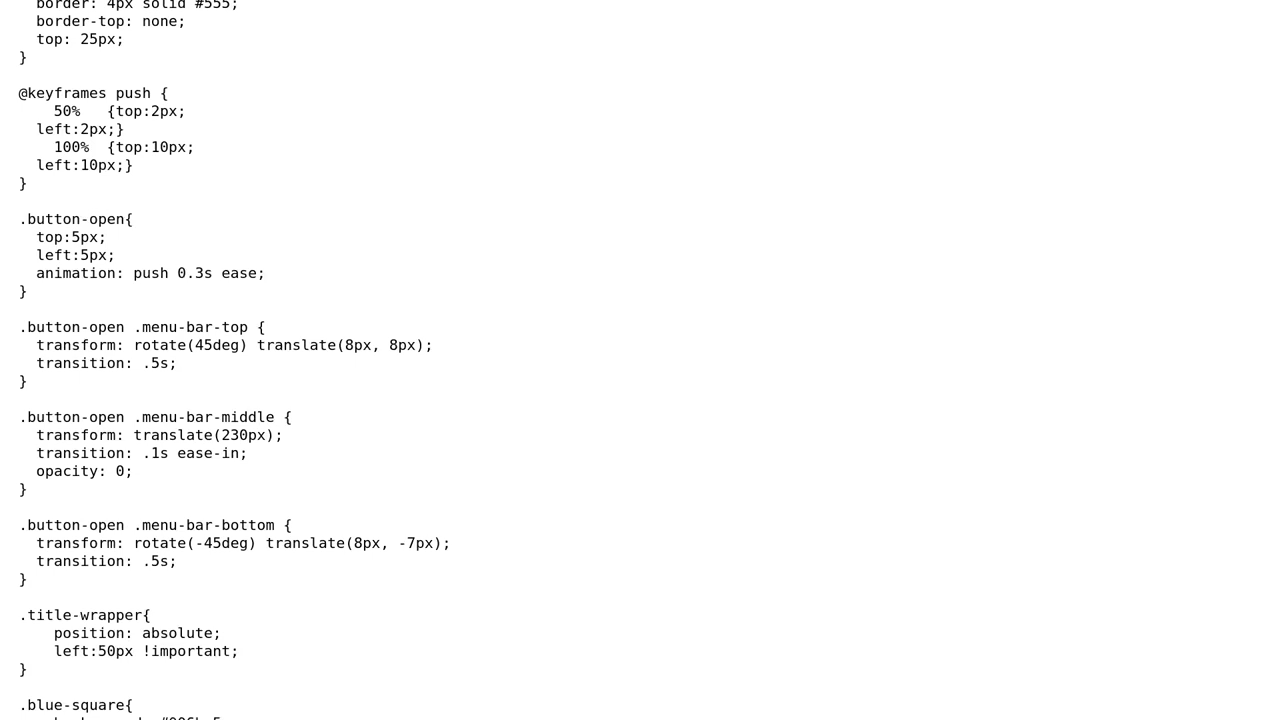 border: 4px solid #555;
  border-top: none;
  top: 25px;
}

@keyframes push {
    50%   {top:2px;
  left:2px;}
    100%  {top:10px;
  left:10px;}
}

.button-open{
  top:5px;
  left:5px;
  animation: push 0.3s ease;
}

.button-open .menu-bar-top {
  transform: rotate(45deg) translate(8px, 8px);
  transition: .5s;
}

.button-open .menu-bar-middle {
  transform: translate(230px);
  transition: .1s ease-in;
  opacity: 0;
}

.button-open .menu-bar-bottom {
  transform: rotate(-45deg) translate(8px, -7px);
  transition: .5s;
}

.title-wrapper{
    position: absolute;
    left:50px !important;
}

.blue-square{